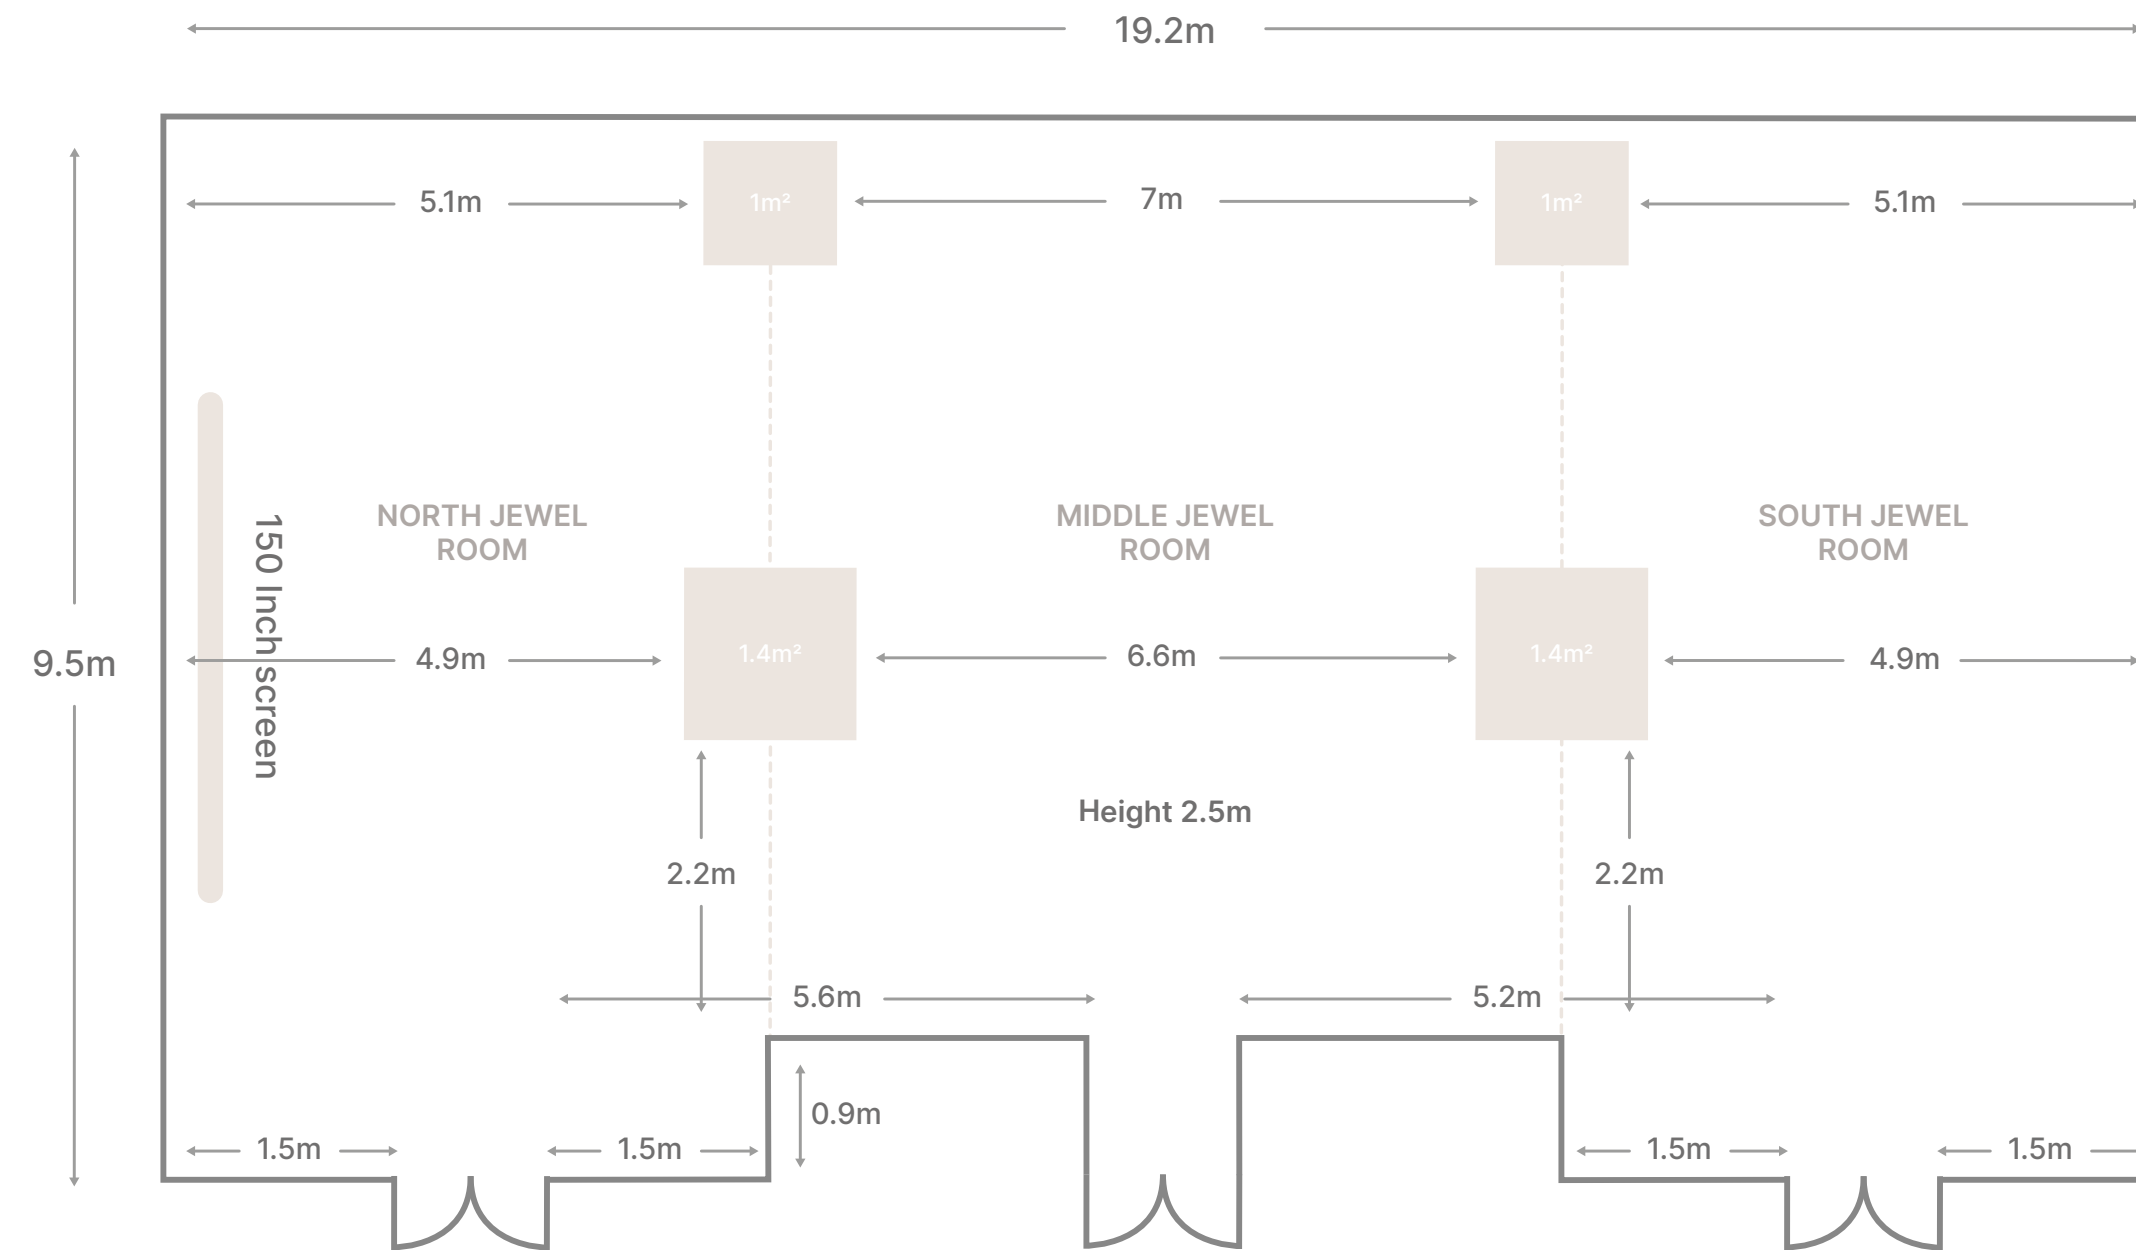 19.2m
5.1m
1m²
7m
1m²
5.1m
NORTH JEWEL
ROOM
MIDDLE JEWEL
ROOM
SOUTH JEWEL
ROOM
150 Inch screen
9.5m
4.9m
1.4m²
6.6m
1.4m²
4.9m
Height 2.5m
2.2m
2.2m
5.6m
5.2m
0.9m
1.5m
1.5m
1.5m
1.5m